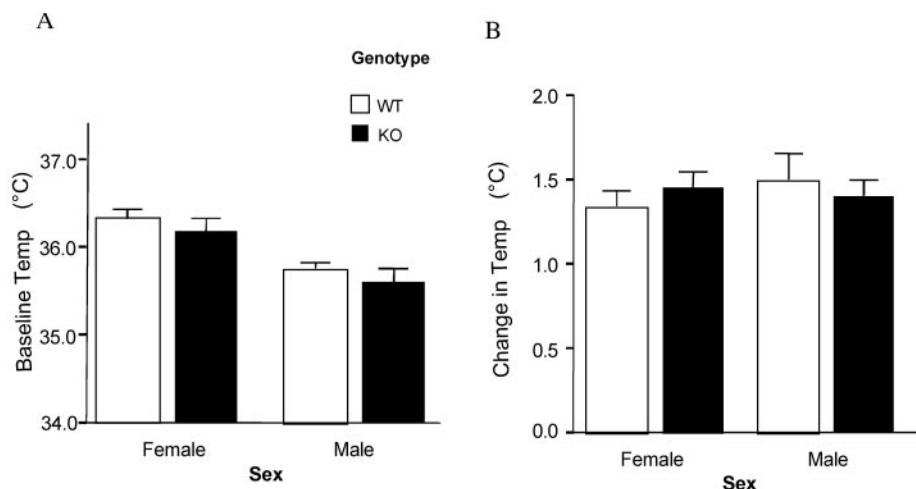 A
B
Genotype
WT
KO
Baseline Temp (°C)
37.0
36.0
35.0
34.0
Female
Male
Sex
Change in Temp (°C)
2.0
1.5
1.0
0.5
0.0
Female
Male
Sex